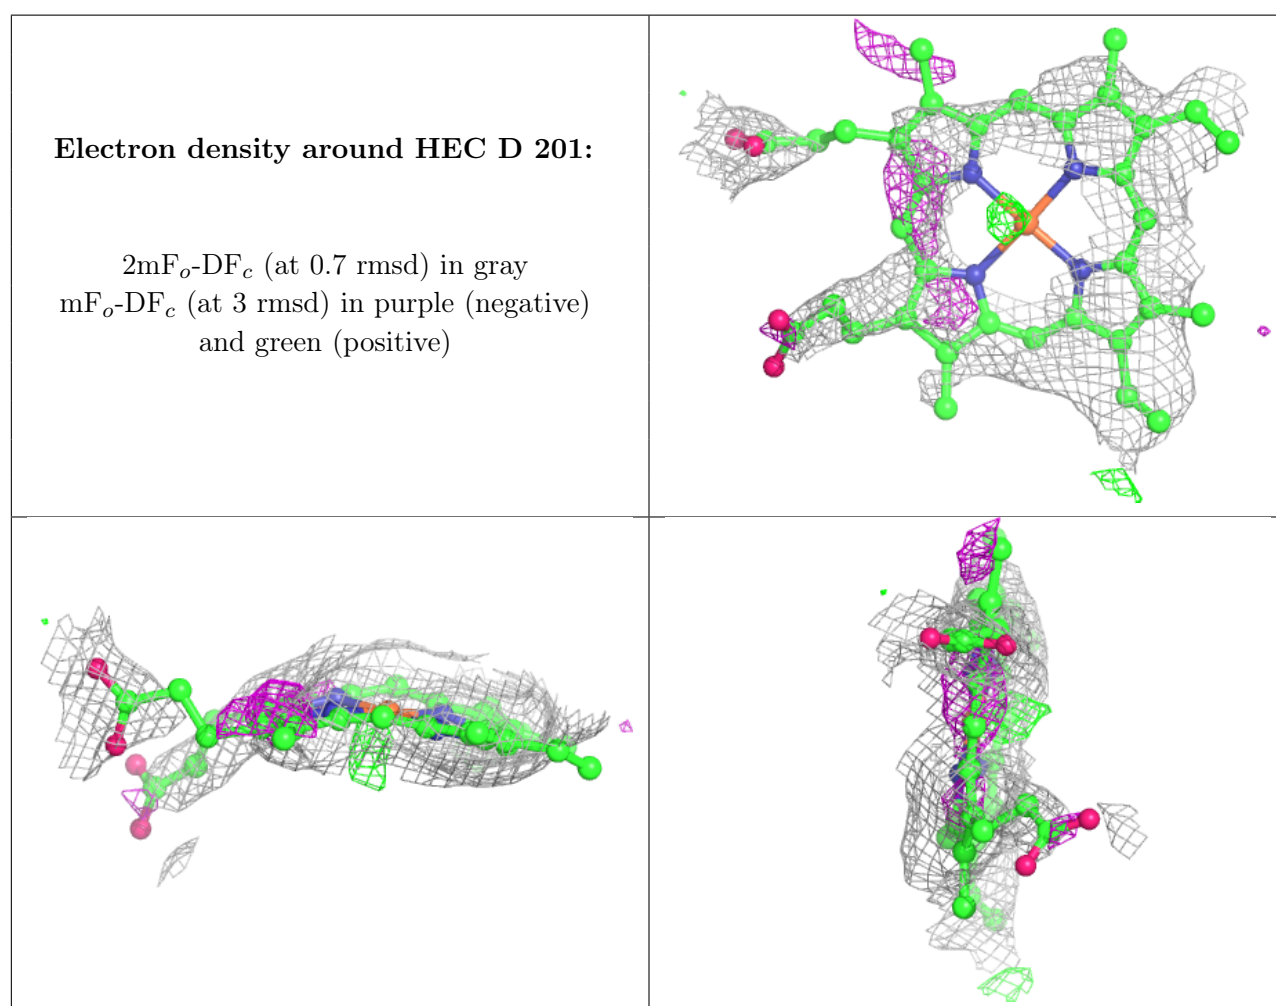 Electron density around HEC D 201:
2mFo-DFc (at 0.7 rmsd) in gray
mFo-DFc (at 3 rmsd) in purple (negative)
and green (positive)